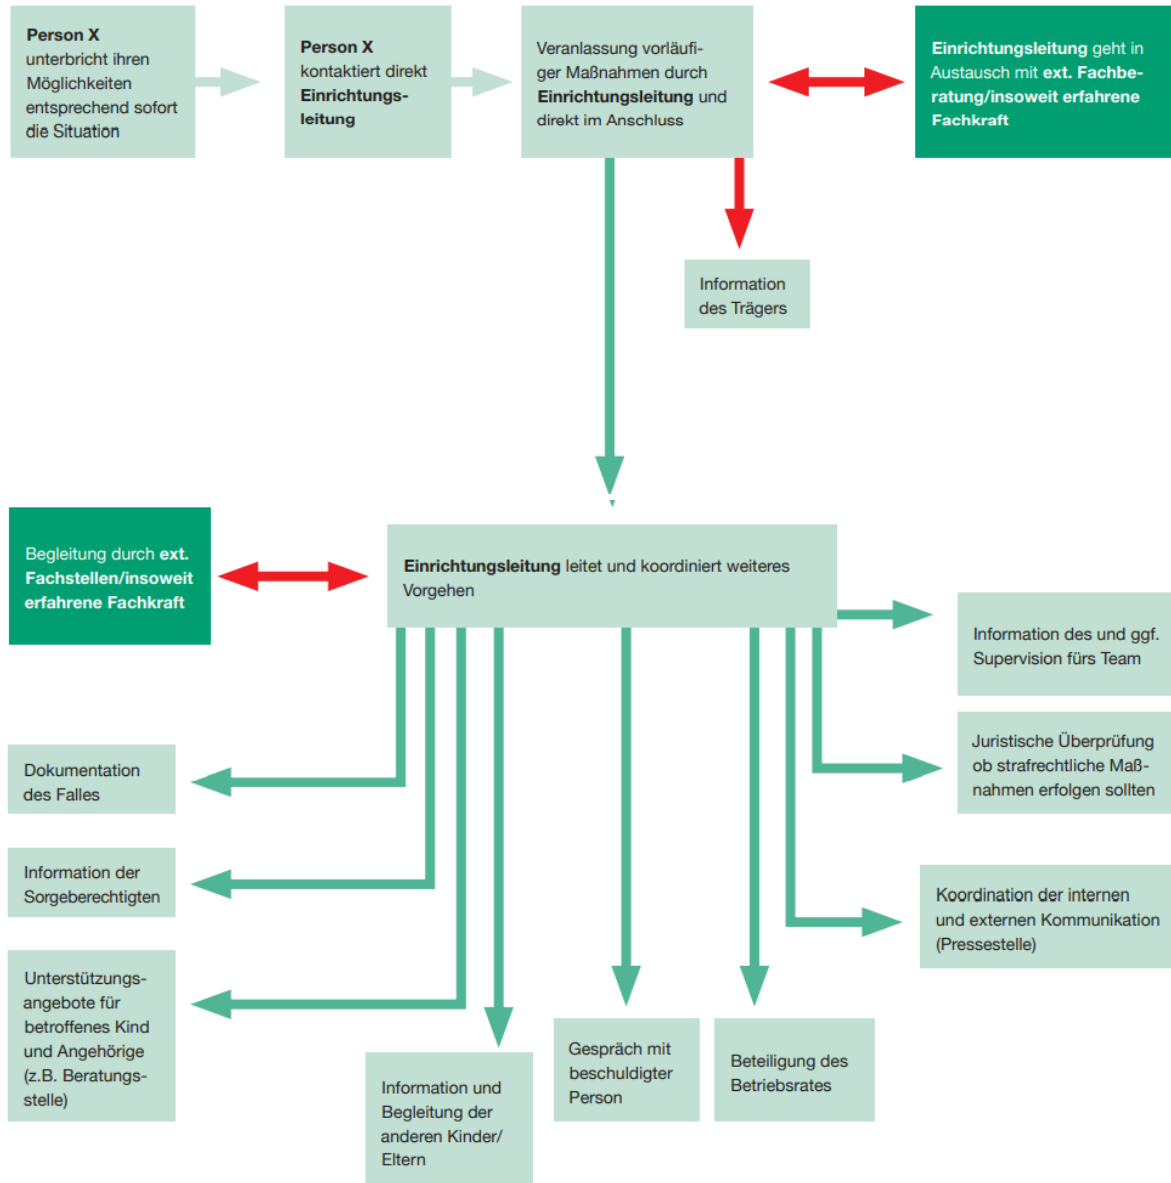 Person X
unterbricht ihren
Möglichkeiten
entsprechend sofort
die Situation
Person X
kontaktiert direkt
Einrichtungs-
leitung
Veranlassung vorläufi-
ger Maßnahmen durch
Einrichtungsleitung und
direkt im Anschluss
Einrichtungsleitung geht in
Austausch mit ext. Fachbe-
ratung/insoweit erfahrene
Fachkraft
Information
des Trägers
Begleitung durch ext.
Fachstellen/insoweit
erfahrene Fachkraft
Einrichtungsleitung leitet und koordiniert weiteres
Vorgehen
Information des und ggf.
Supervision fürs Team
Juristische Überprüfung
ob strafrechtliche Maß-
nahmen erfolgen sollten
Dokumentation
des Falles
Information der
Sorgeberechtigten
Koordination der internen
und externen Kommunikation
(Pressestelle)
Unterstützungs-
angebote für
betroffenes Kind
und Angehörige
(z.B. Beratungs-
stelle)
Information und
Begleitung der
anderen Kinder/
Eltern
Gespräch mit
beschuldigter
Person
Beteiligung des
Betriebsrates